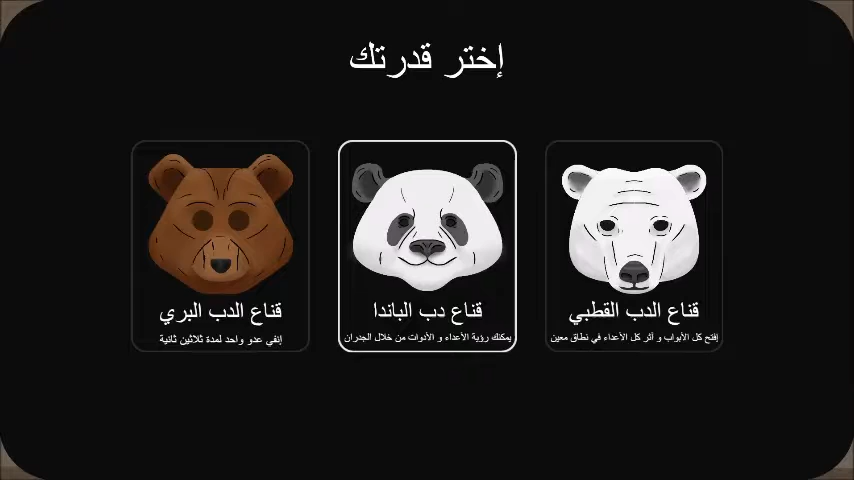 إختر قدرتك
قناع الدب القطبي
إفتح كل الأبواب و أثر كل الأعداء في نطاق معين
قناع دب الباندا
يمكنك رؤية الأعداء و الأدوات من خلال الجدران
قناع الدب البري
إنفي عدو واحد لمدة ثلاثين ثانية